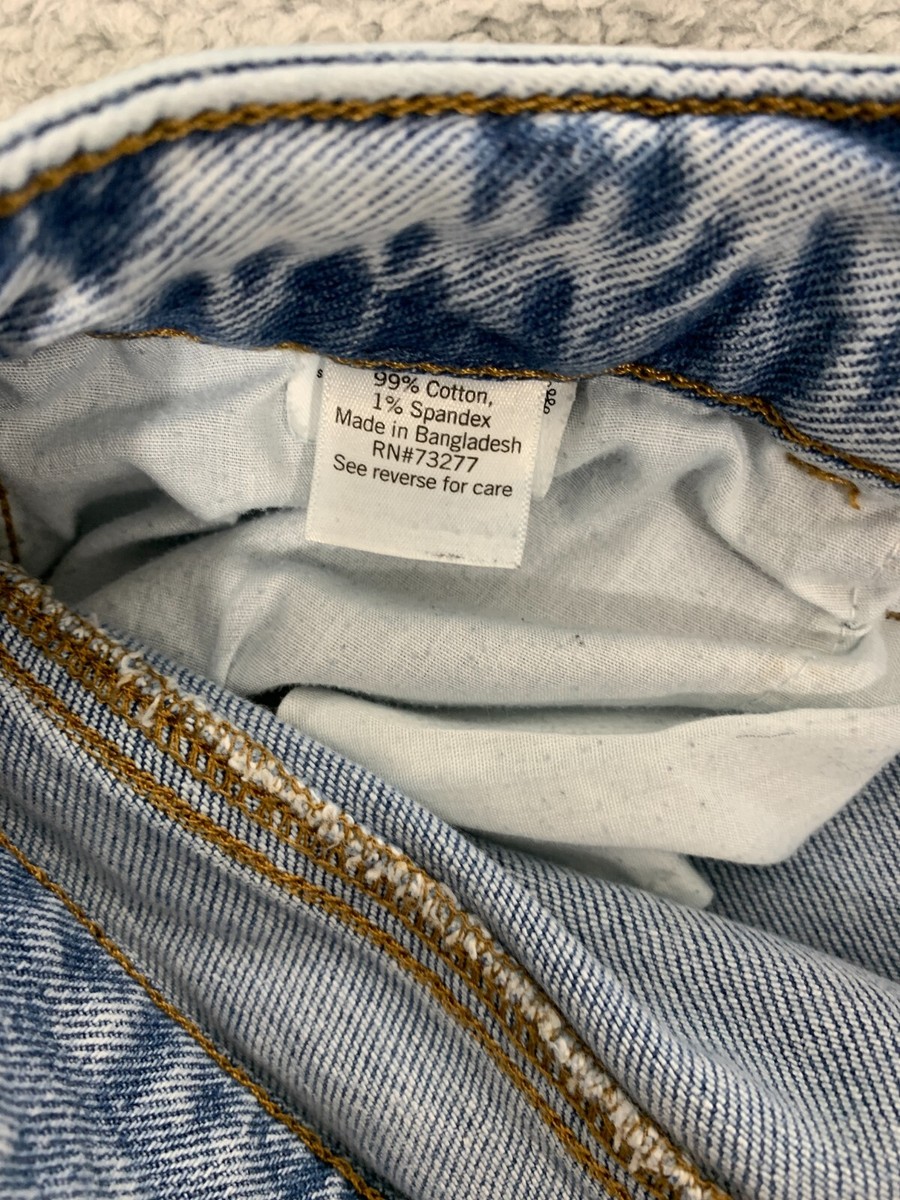 99% Cotton,
1% Spandex
Made in Bangladesh
RN#73277
See reverse for care